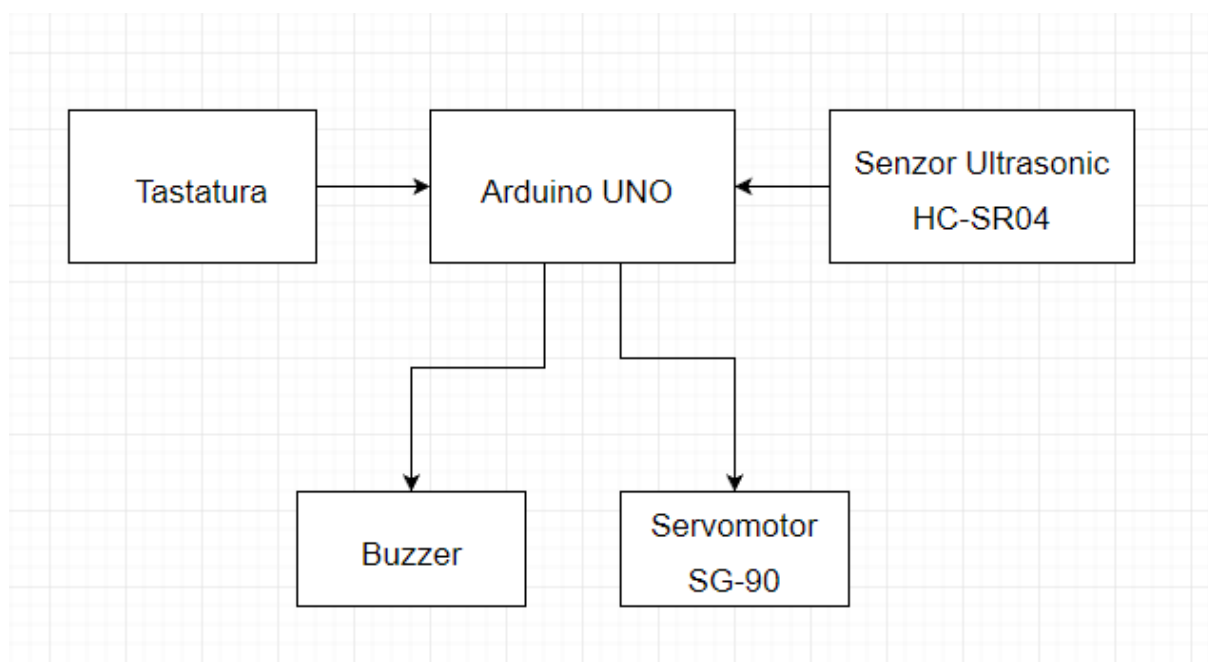 Tastatura
Arduino UNO
Senzor Ultrasonic
HC-SR04
Buzzer
Servomotor
SG-90